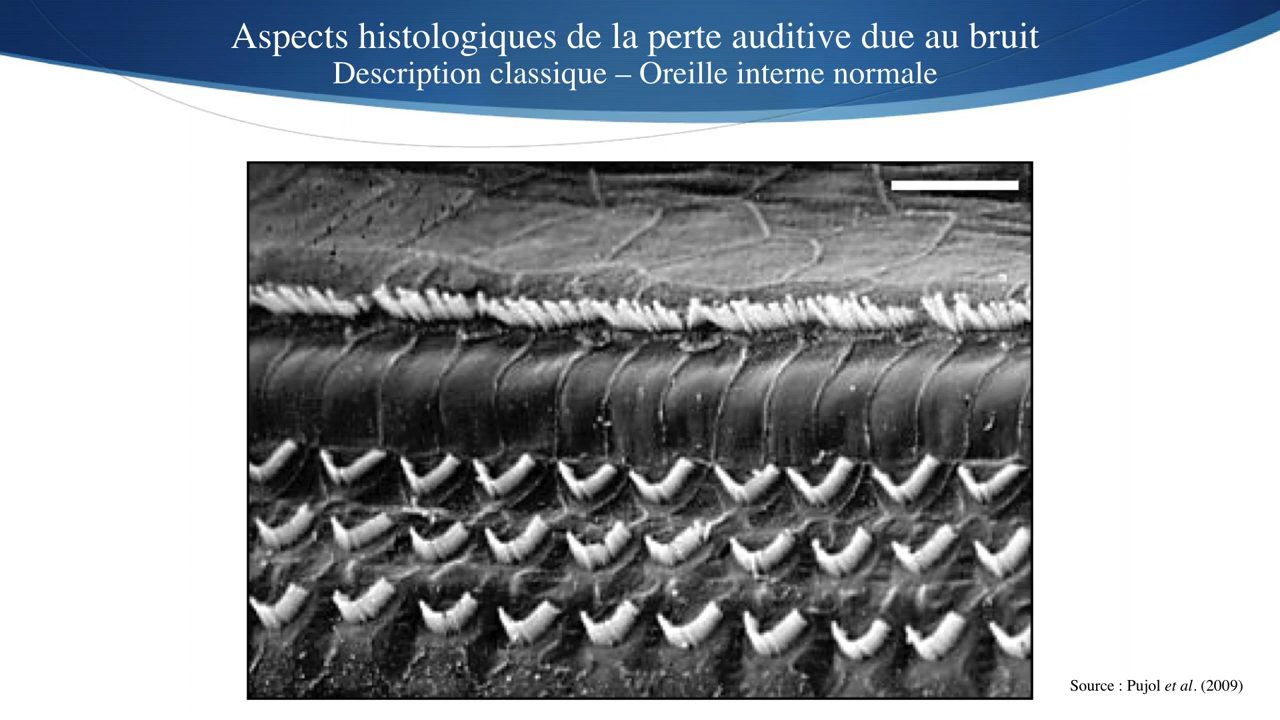 Aspects histologiques de la perte auditive due au bruit
Description classique – Oreille interne normale
Source : Pujol et al. (2009)